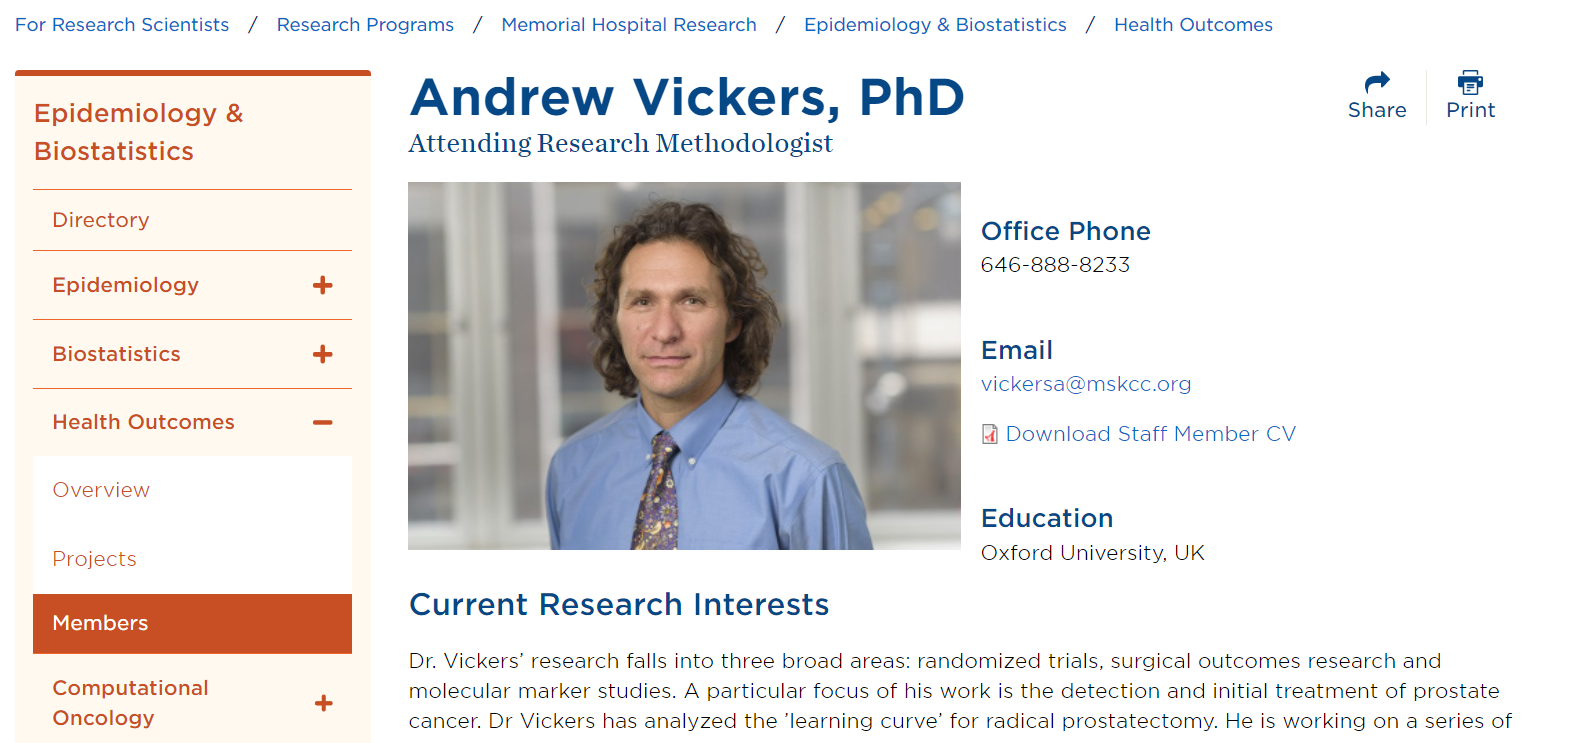 For Research Scientists / Research Programs / Memorial Hospital Research / Epidemiology & Biostatistics / Health Outcomes
Epidemiology &
Biostatistics
Directory
Epidemiology +
Biostatistics +
Health Outcomes −
Overview
Projects
Members
Computational
Oncology +
Andrew Vickers, PhD
Attending Research Methodologist
Share
Print
Office Phone
646-888-8233
Email
vickersa@mskcc.org
Download Staff Member CV
Education
Oxford University, UK
Current Research Interests
Dr. Vickers’ research falls into three broad areas: randomized trials, surgical outcomes research and
molecular marker studies. A particular focus of his work is the detection and initial treatment of prostate
cancer. Dr Vickers has analyzed the ’learning curve’ for radical prostatectomy. He is working on a series of